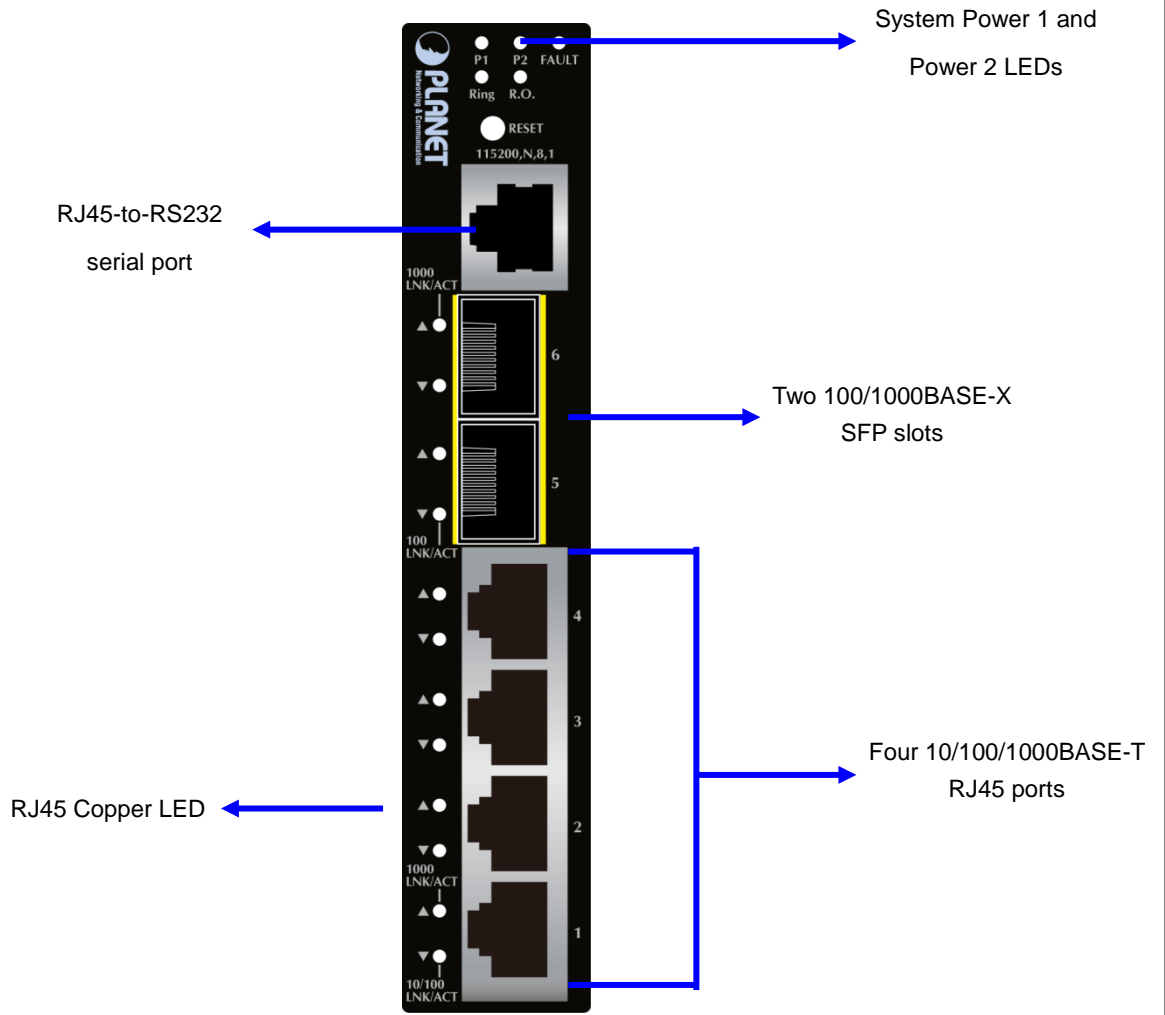 System Power 1 and
Power 2 LEDs
PLANET
Networking & Communication
P1 P2 FAULT
Ring R.O.
RESET
115200,N,8,1
RJ45-to-RS232
serial port
1000
LNK/ACT
6
Two 100/1000BASE-X
SFP slots
5
100
LNK/ACT
4
3
Four 10/100/1000BASE-T
RJ45 ports
RJ45 Copper LED
2
1000
LNK/ACT
1
10/100
LNK/ACT